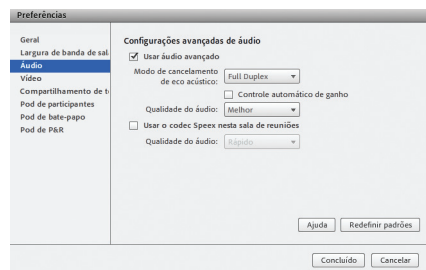 Preferências
Geral
Largura de banda de sal
Áudio
Vídeo
Compartilhamento de t
Pod de participantes
Pod de bate-papo
Pod de P&R
Configurações avançadas de áudio
Usar áudio avançado
Modo de cancelamento de eco acústico: Full Duplex
Controle automático de ganho
Qualidade do áudio: Melhor
Usar o codec Speex nesta sala de reuniões
Qualidade do áudio: Rápido
Ajuda Redefinir padrões
Concluído Cancelar